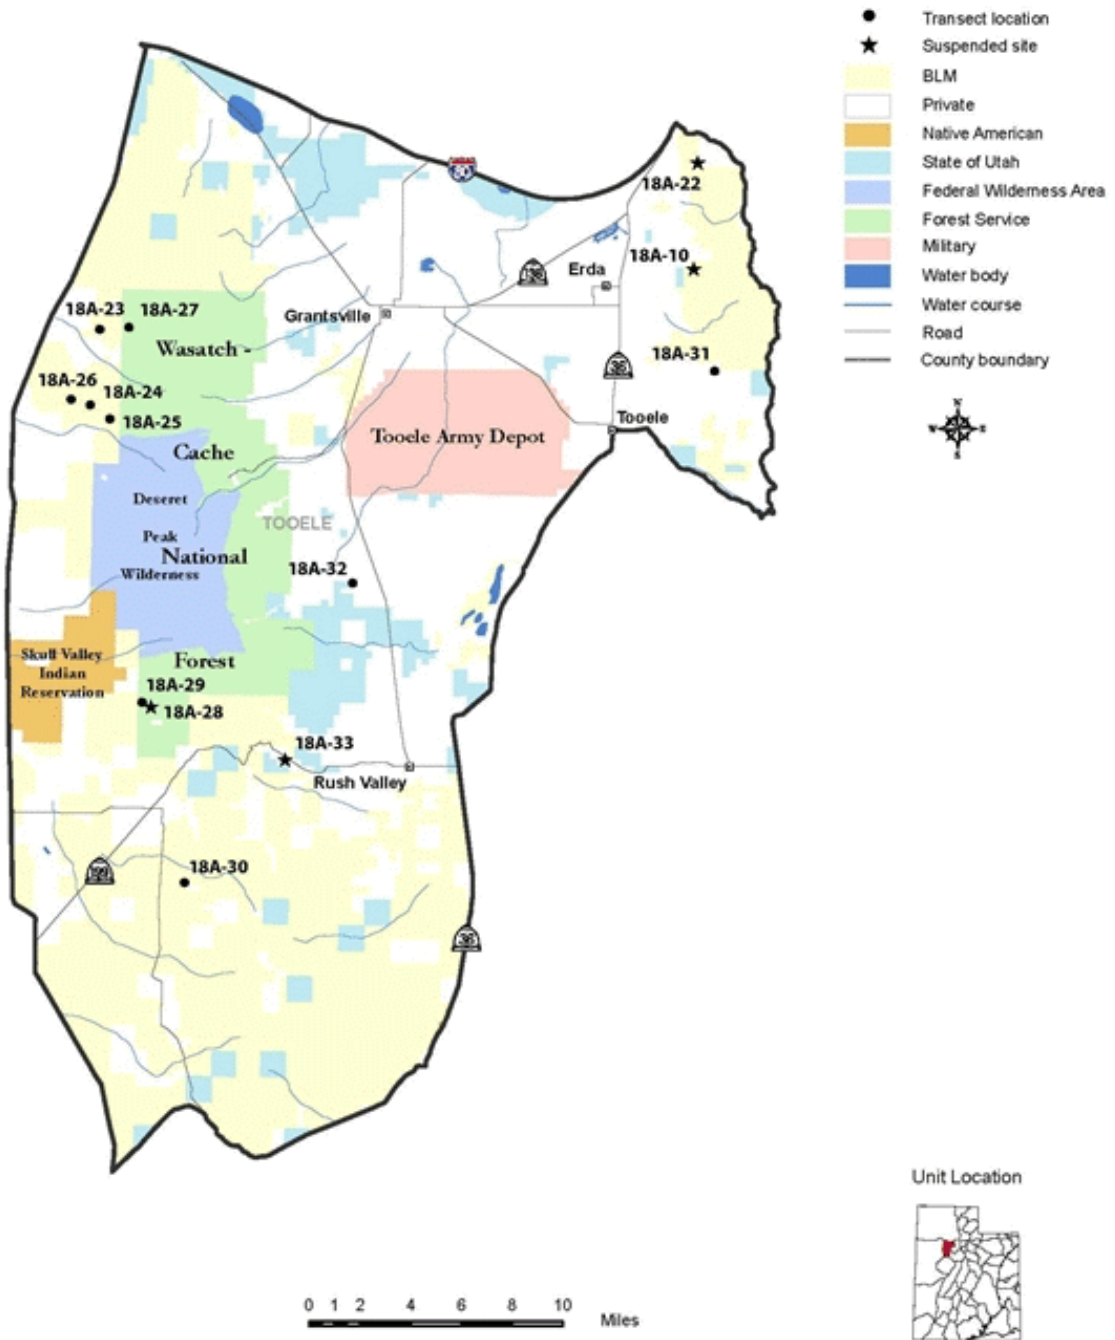 Transect location
Suspended site
BLM
Private
Native American
State of Utah
Federal Wilderness Area
Forest Service
Military
Water body
Water course
Road
County boundary
N
W E
S
80
18A-22
18A-10
Erda
18A-23
18A-27
Grantsville
Wasatch -
18A-31
36
18A-26
18A-24
18A-25
Tooele
Tooele Army Depot
Cache
Deseret
TOOELE
Peak
National
Wilderness
18A-32
Skull Valley
Indian
Reservation
Forest
18A-29
18A-28
18A-33
Rush Valley
18A-30
36
Unit Location
0 1 2 4 6 8 10
Miles